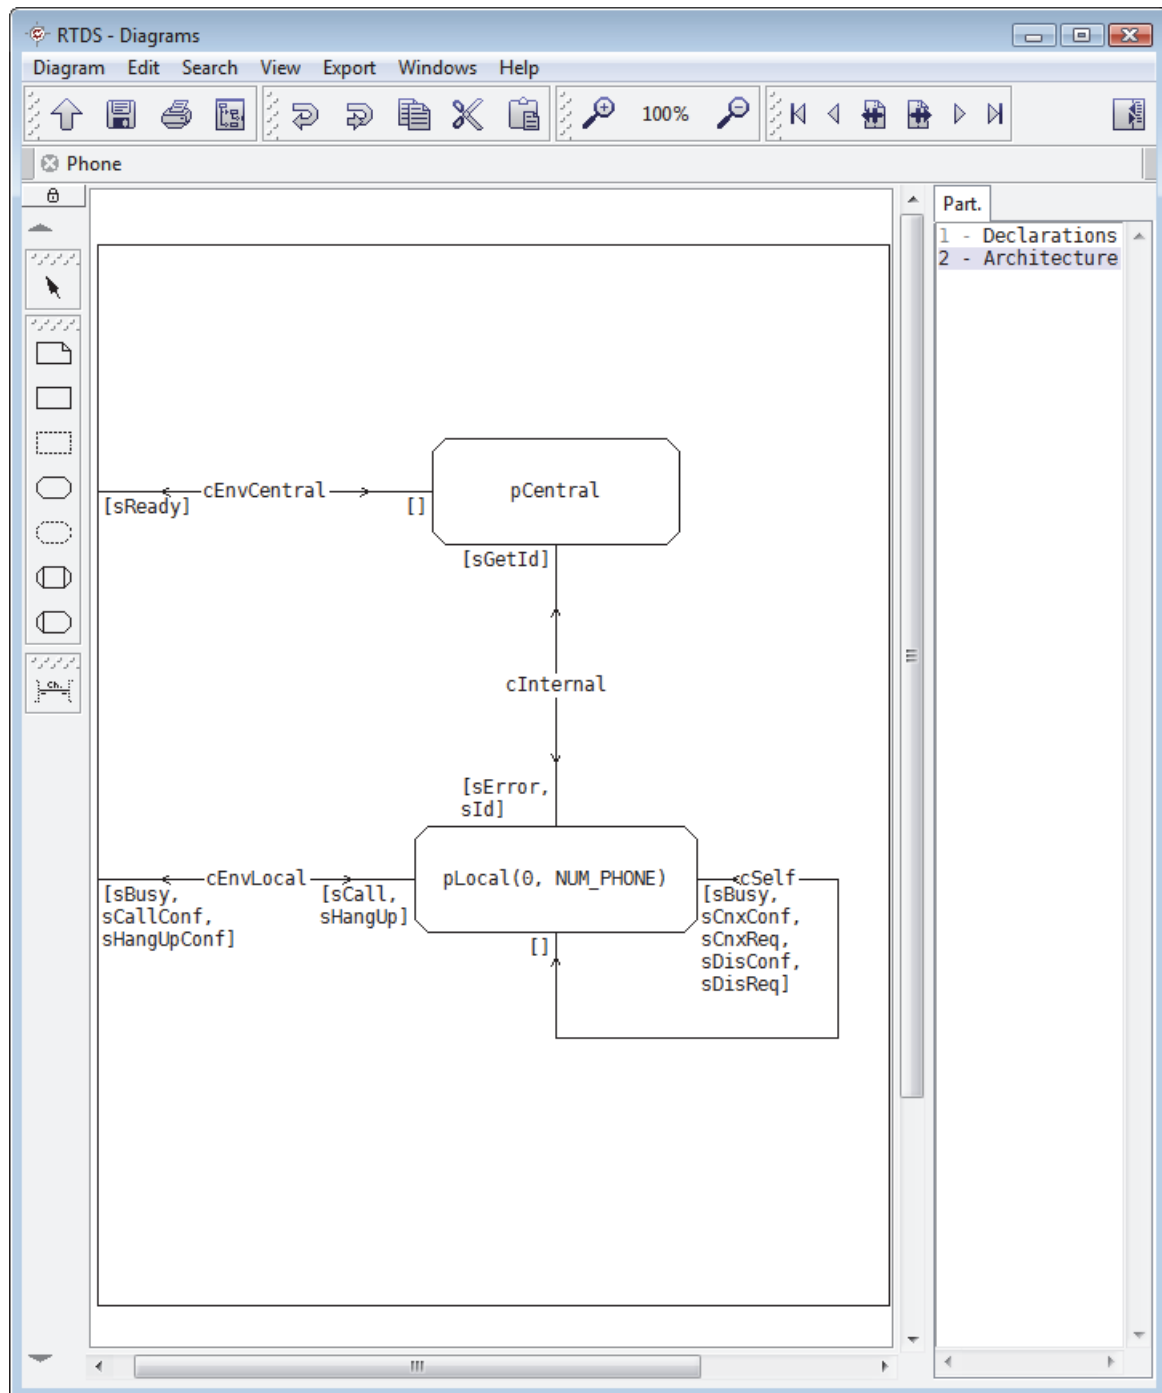 RTDS - Diagrams
Diagram Edit Search View Export Windows Help
100%
Phone
Part.
1 - Declarations
2 - Architecture
Ch.
cEnvCentral
[sReady]
[]
pCentral
[sGetId]
cInternal
[sError,
sId]
cEnvLocal
[sBusy,
sCallConf,
sHangUpConf]
[sCall,
sHangUp]
pLocal(0, NUM_PHONE)
[]
cSelf
[sBusy,
sCnxConf,
sCnxReq,
sDisConf,
sDisReq]